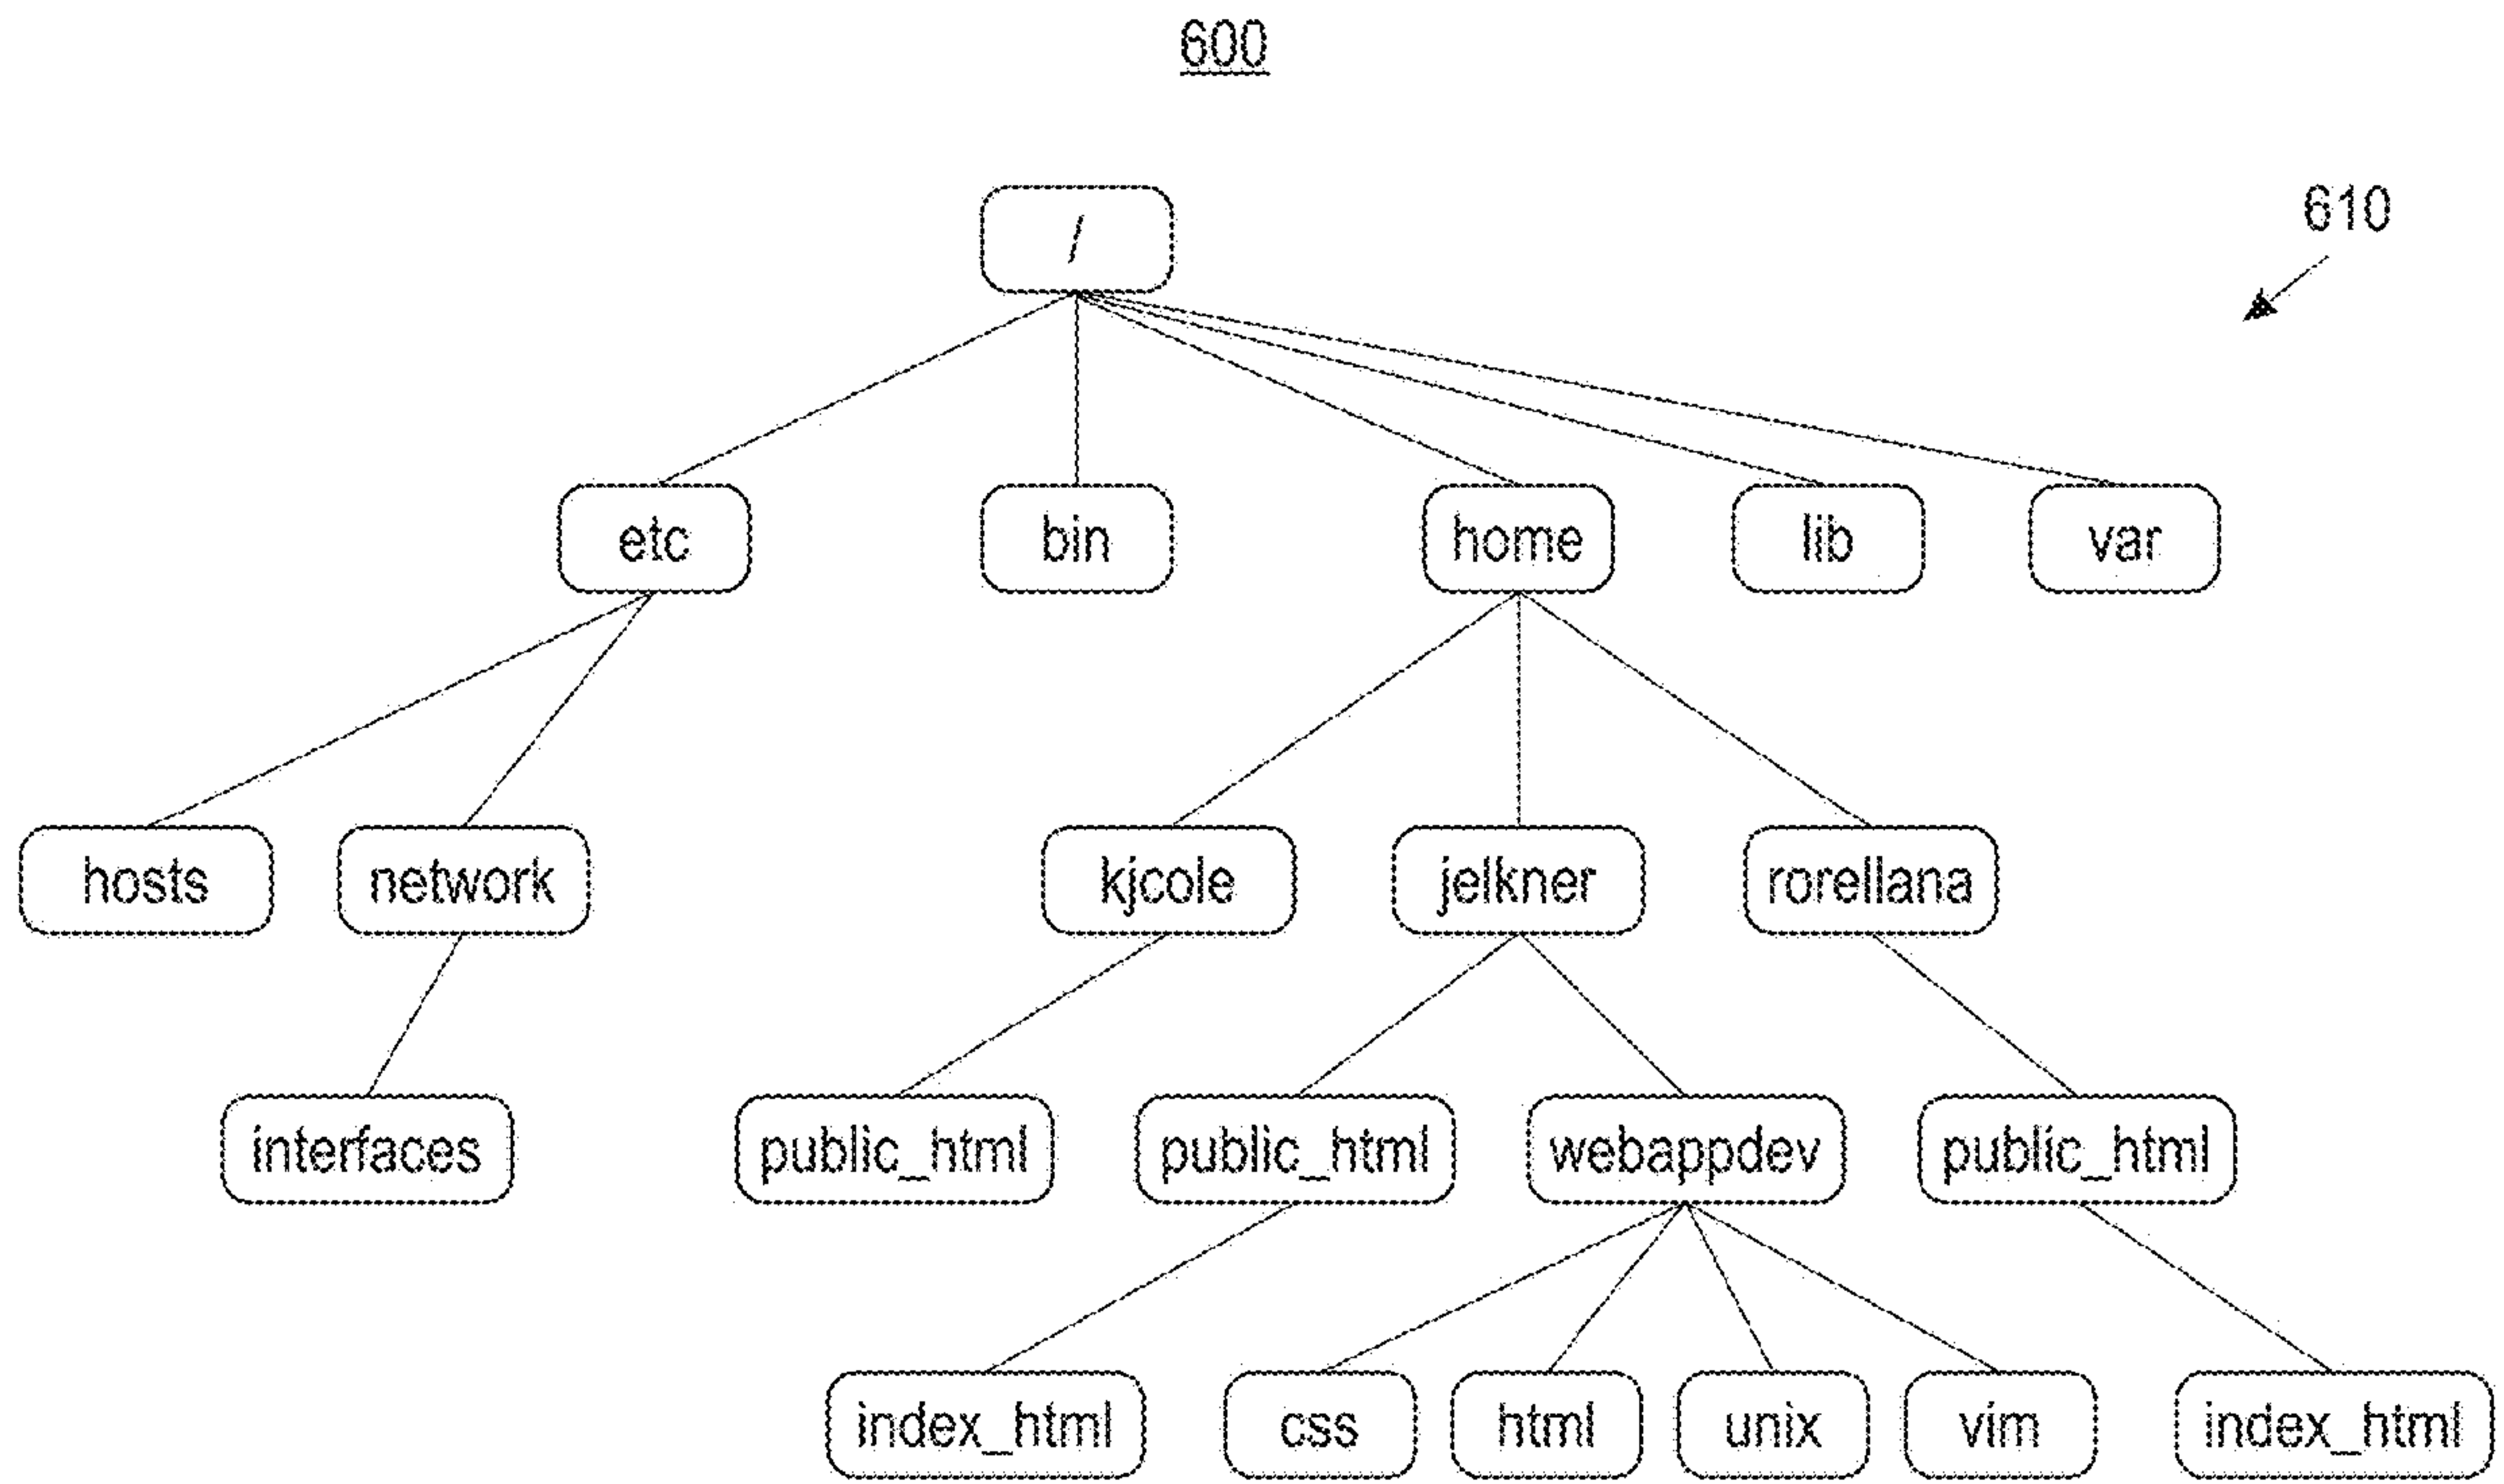 600
610
/
etc
bin
home
lib
var
hosts
network
kjcole
jelkner
rorellana
interfaces
public_html
public_html
webappdev
public_html
index_html
css
html
unix
vim
index_html